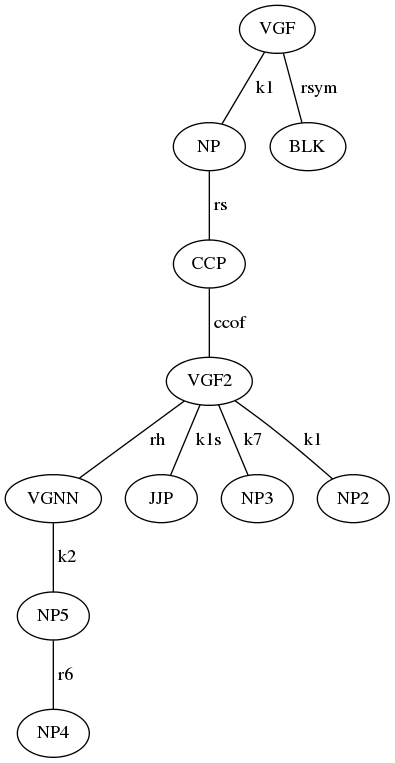 VGF
k1
rsym
NP
BLK
rs
CCP
ccof
VGF2
rh
k1s
k7
k1
VGNN
JJP
NP3
NP2
k2
NP5
r6
NP4